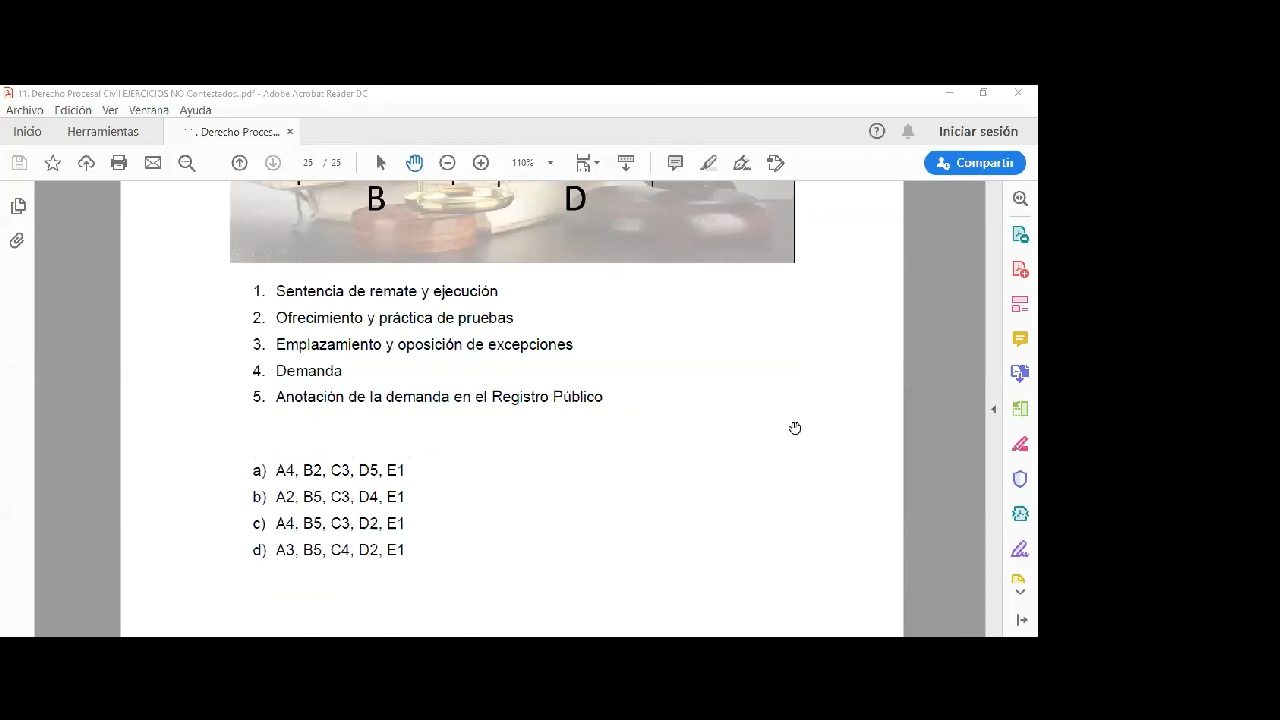 11. Derecho Procesal Civil EJERCICIOS NO Contestados..pdf - Adobe Acrobat Reader DC
Archivo Edición Ver Ventana Ayuda
Inicio Herramientas 11. Derecho Proces... × Iniciar sesión
25 / 25 110% Compartir
B D
1. Sentencia de remate y ejecución
2. Ofrecimiento y práctica de pruebas
3. Emplazamiento y oposición de excepciones
4. Demanda
5. Anotación de la demanda en el Registro Público
a) A4, B2, C3, D5, E1
b) A2, B5, C3, D4, E1
c) A4, B5, C3, D2, E1
d) A3, B5, C4, D2, E1